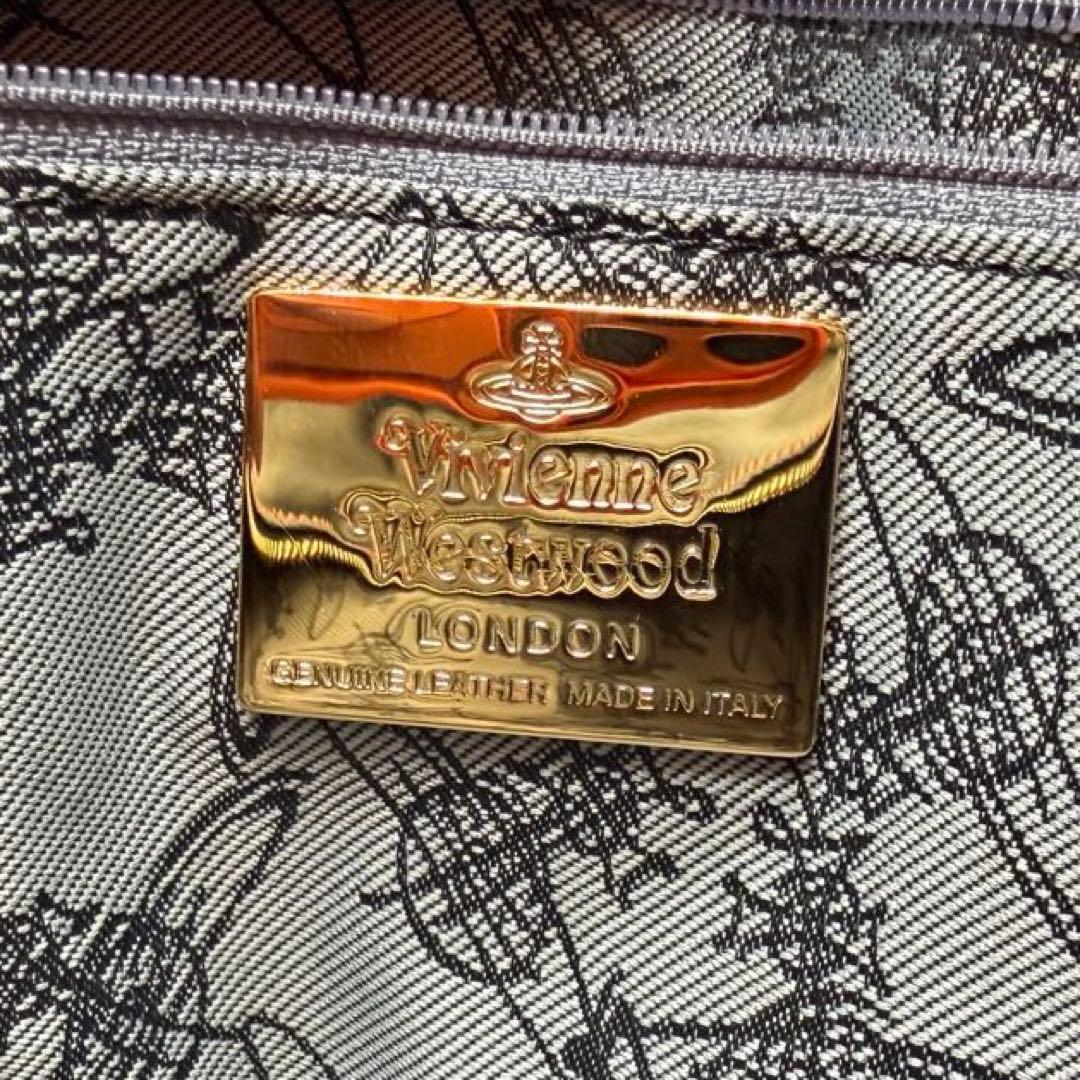 Vivienne
Westwood
LONDON
GENUINE LEATHER MADE IN ITALY